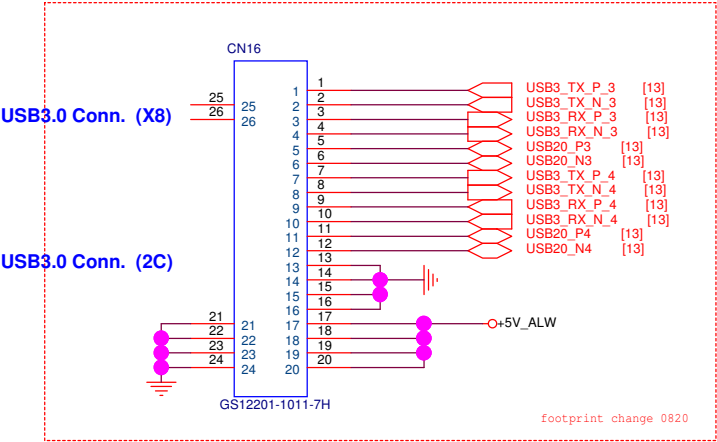 CN16
USB3.0 Conn. (X8)
25 25
26 26
1 1 USB3_TX_P_3 [13]
2 2 USB3_TX_N_3 [13]
3 3 USB3_RX_P_3 [13]
4 4 USB3_RX_N_3 [13]
5 5 USB20_P3 [13]
6 6 USB20_N3 [13]
7 7 USB3_TX_P_4 [13]
8 8 USB3_TX_N_4 [13]
9 9 USB3_RX_P_4 [13]
10 10 USB3_RX_N_4 [13]
11 11 USB20_P4 [13]
12 12 USB20_N4 [13]
USB3.0 Conn. (2C)
13 13
14 14
15 15
16 16
21 21 17 17 +5V_ALW
22 22 18 18
23 23 19 19
24 24 20 20
GS12201-1011-7H
footprint change 0820